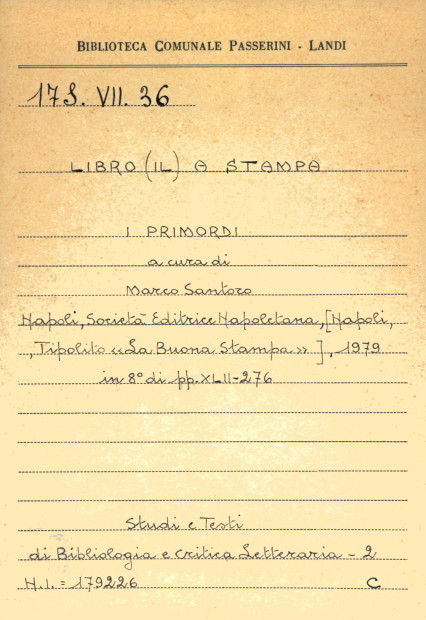 BIBLIOTECA COMUNALE PASSERINI - LANDI
17S. VII. 36
LIBRO (IL) A STAMPA
I PRIMORDI
a cura di
Marco Santoro
Napoli, Società Editrice Napoletana, [Napoli,
, Tipolito «La Buona Stampa» ], 1979
in 8° di pp. XLII-276
Studi e Testi
di Bibliologia e Critica Letteraria - 2
N.I. = 179226 C